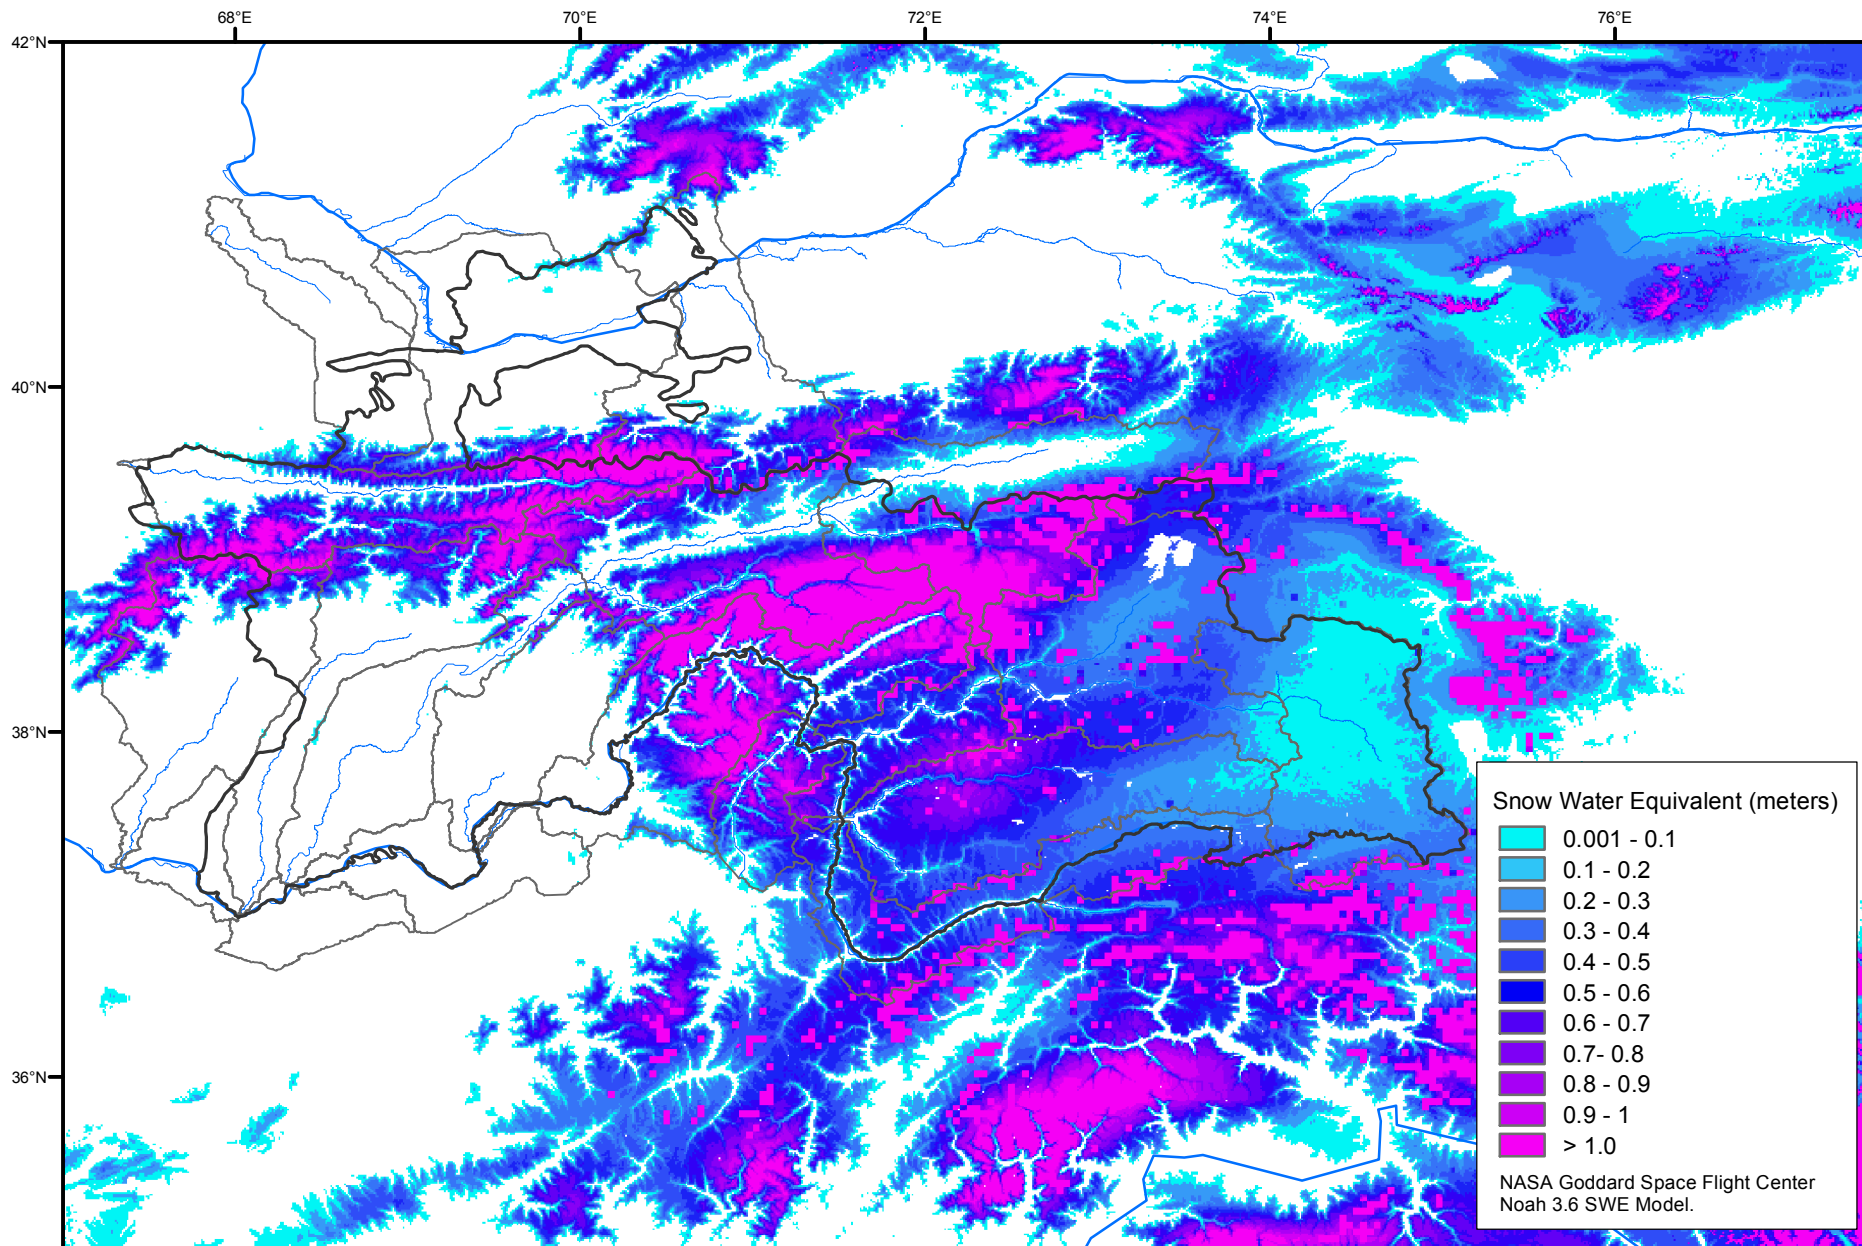 68°E
70°E
72°E
74°E
76°E
42°N
40°N
38°N
36°N
Snow Water Equivalent (meters)
0.001 - 0.1
0.1 - 0.2
0.2 - 0.3
0.3 - 0.4
0.4 - 0.5
0.5 - 0.6
0.6 - 0.7
0.7- 0.8
0.8 - 0.9
0.9 - 1
> 1.0
NASA Goddard Space Flight Center
Noah 3.6 SWE Model.